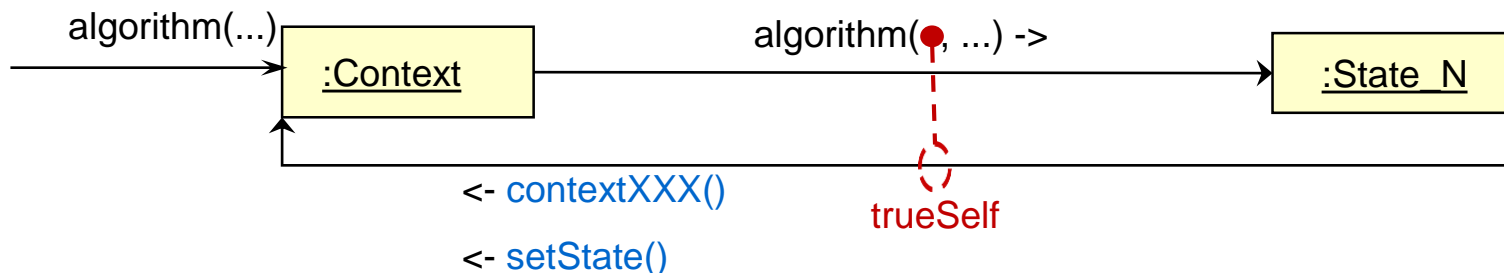 algorithm(...)
algorithm( , ...) ->
:Context
:State_N
<- contextXXX()
trueSelf
<- setState()